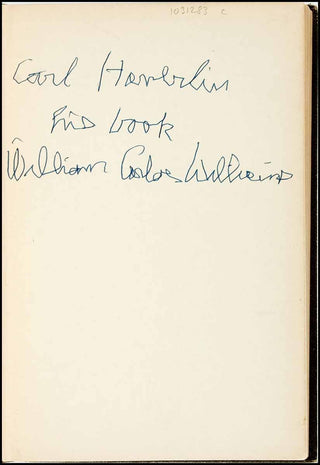 1031283 c
Carl Haverlin
his book
William Carlos Williams